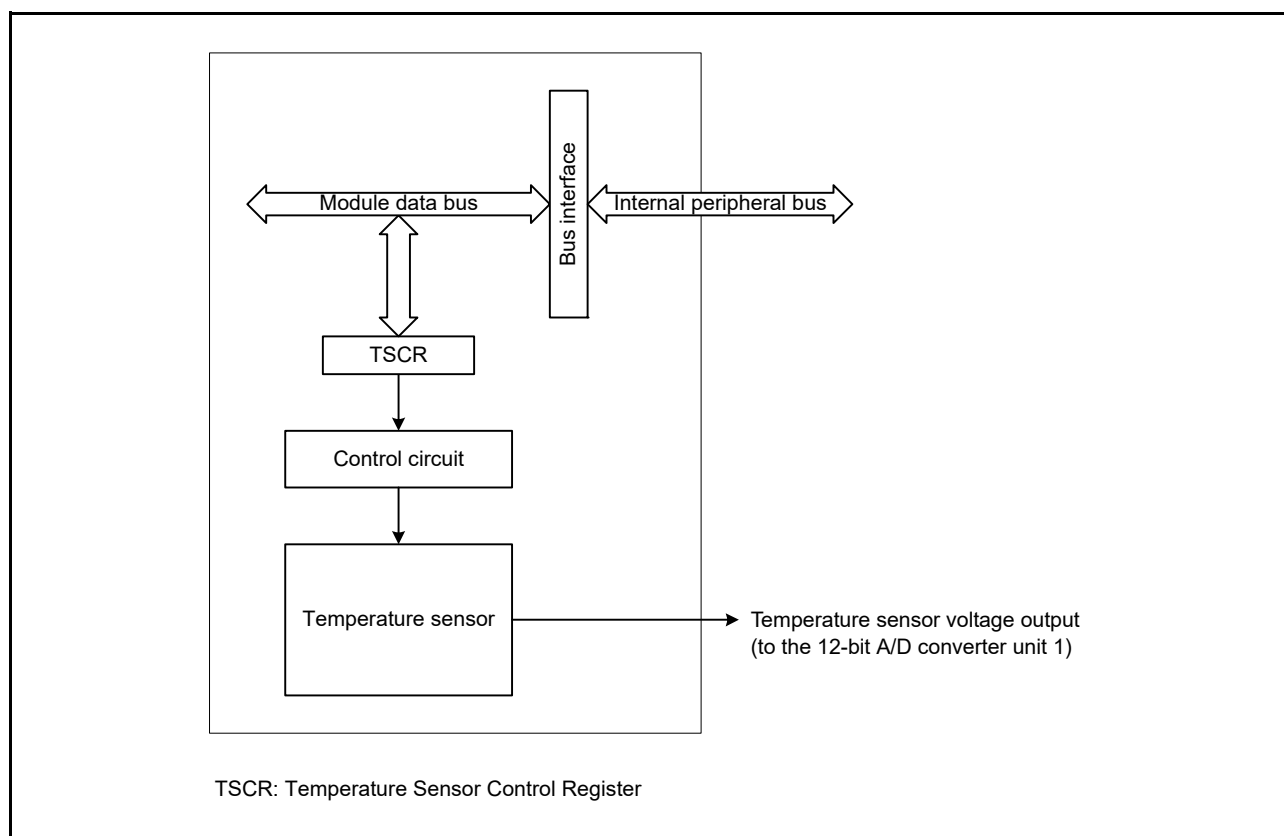 Bus interface
Module data bus
Internal peripheral bus
TSCR
Control circuit
Temperature sensor
Temperature sensor voltage output
(to the 12-bit A/D converter unit 1)
TSCR: Temperature Sensor Control Register